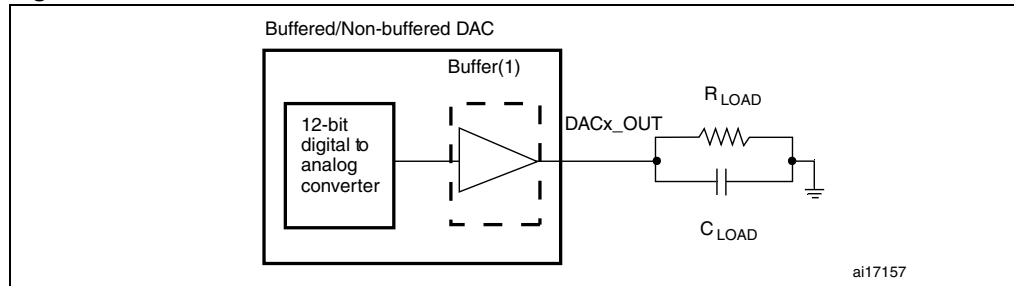 Buffered/Non-buffered DAC
Buffer(1)
12-bit
digital to
analog
converter
DACx_OUT
R LOAD
C LOAD
ai17157